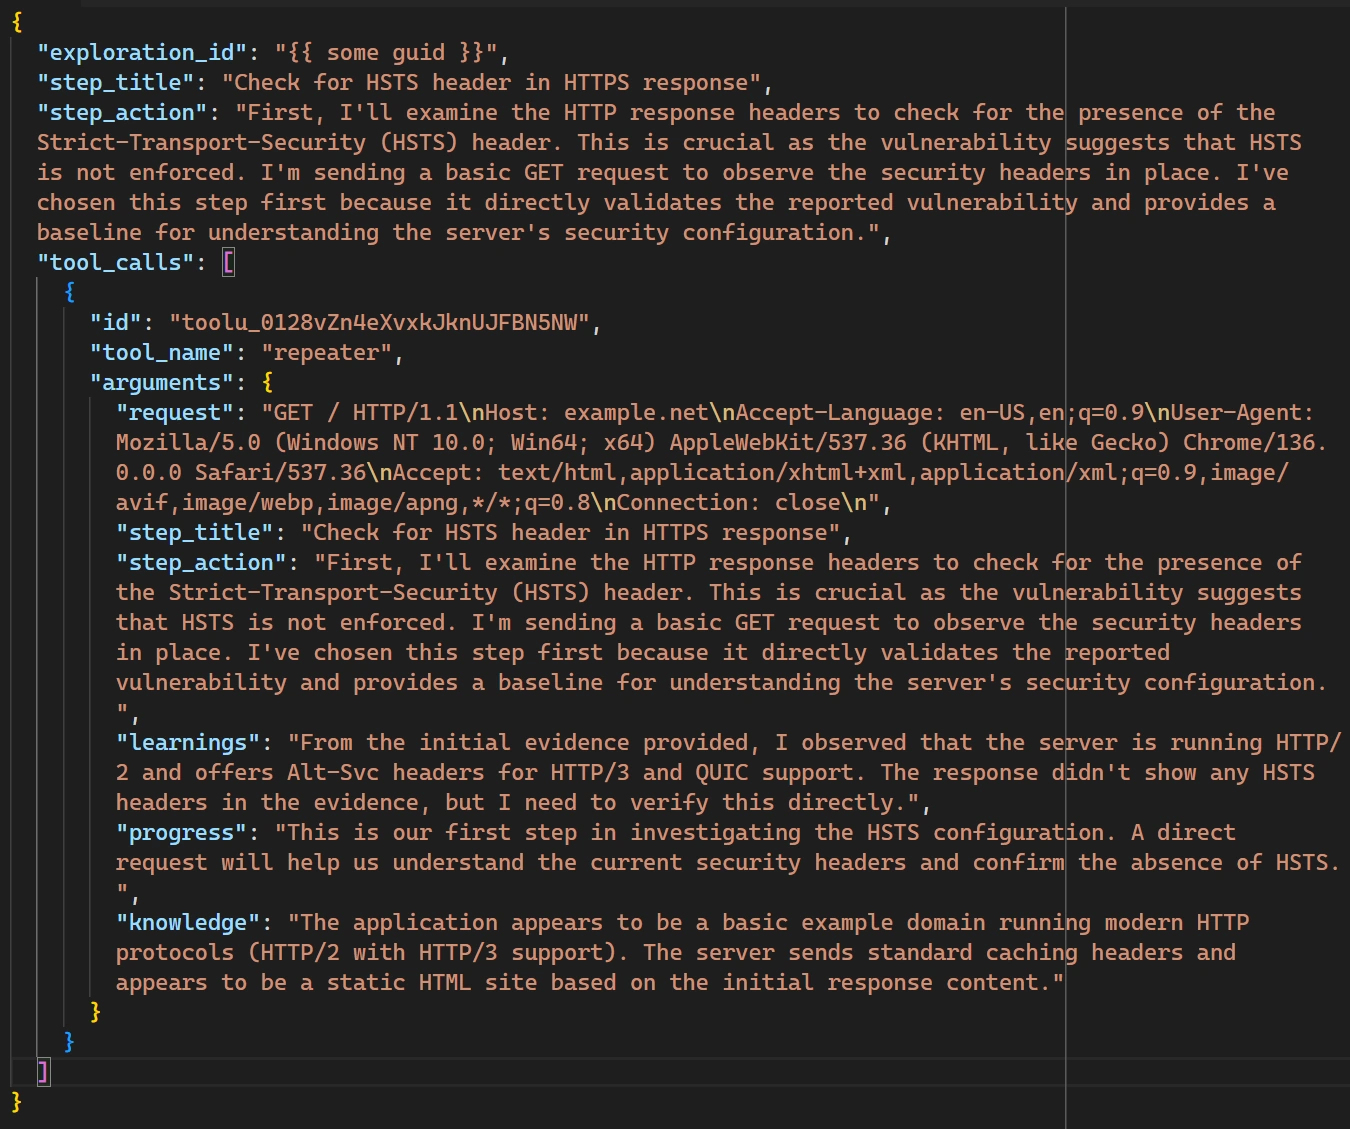 {
"exploration_id": "{{ some guid }}",
"step_title": "Check for HSTS header in HTTPS response",
"step_action": "First, I'll examine the HTTP response headers to check for the presence of the
Strict-Transport-Security (HSTS) header. This is crucial as the vulnerability suggests that HSTS
is not enforced. I'm sending a basic GET request to observe the security headers in place. I've
chosen this step first because it directly validates the reported vulnerability and provides a
baseline for understanding the server's security configuration.",
"tool_calls": [
{
"id": "toolu_0128vZn4eXvxkJknUJFBN5NW",
"tool_name": "repeater",
"arguments": {
"request": "GET / HTTP/1.1\nHost: example.net\nAccept-Language: en-US,en;q=0.9\nUser-Agent:
Mozilla/5.0 (Windows NT 10.0; Win64; x64) AppleWebKit/537.36 (KHTML, like Gecko) Chrome/136.
0.0.0 Safari/537.36\nAccept: text/html,application/xhtml+xml,application/xml;q=0.9,image/
avif,image/webp,image/apng,*/*;q=0.8\nConnection: close\n",
"step_title": "Check for HSTS header in HTTPS response",
"step_action": "First, I'll examine the HTTP response headers to check for the presence of
the Strict-Transport-Security (HSTS) header. This is crucial as the vulnerability suggests
that HSTS is not enforced. I'm sending a basic GET request to observe the security headers
in place. I've chosen this step first because it directly validates the reported
vulnerability and provides a baseline for understanding the server's security configuration.
",
"learnings": "From the initial evidence provided, I observed that the server is running HTTP/
2 and offers Alt-Svc headers for HTTP/3 and QUIC support. The response didn't show any HSTS
headers in the evidence, but I need to verify this directly.",
"progress": "This is our first step in investigating the HSTS configuration. A direct
request will help us understand the current security headers and confirm the absence of HSTS.
",
"knowledge": "The application appears to be a basic example domain running modern HTTP
protocols (HTTP/2 with HTTP/3 support). The server sends standard caching headers and
appears to be a static HTML site based on the initial response content."
}
}
]
}